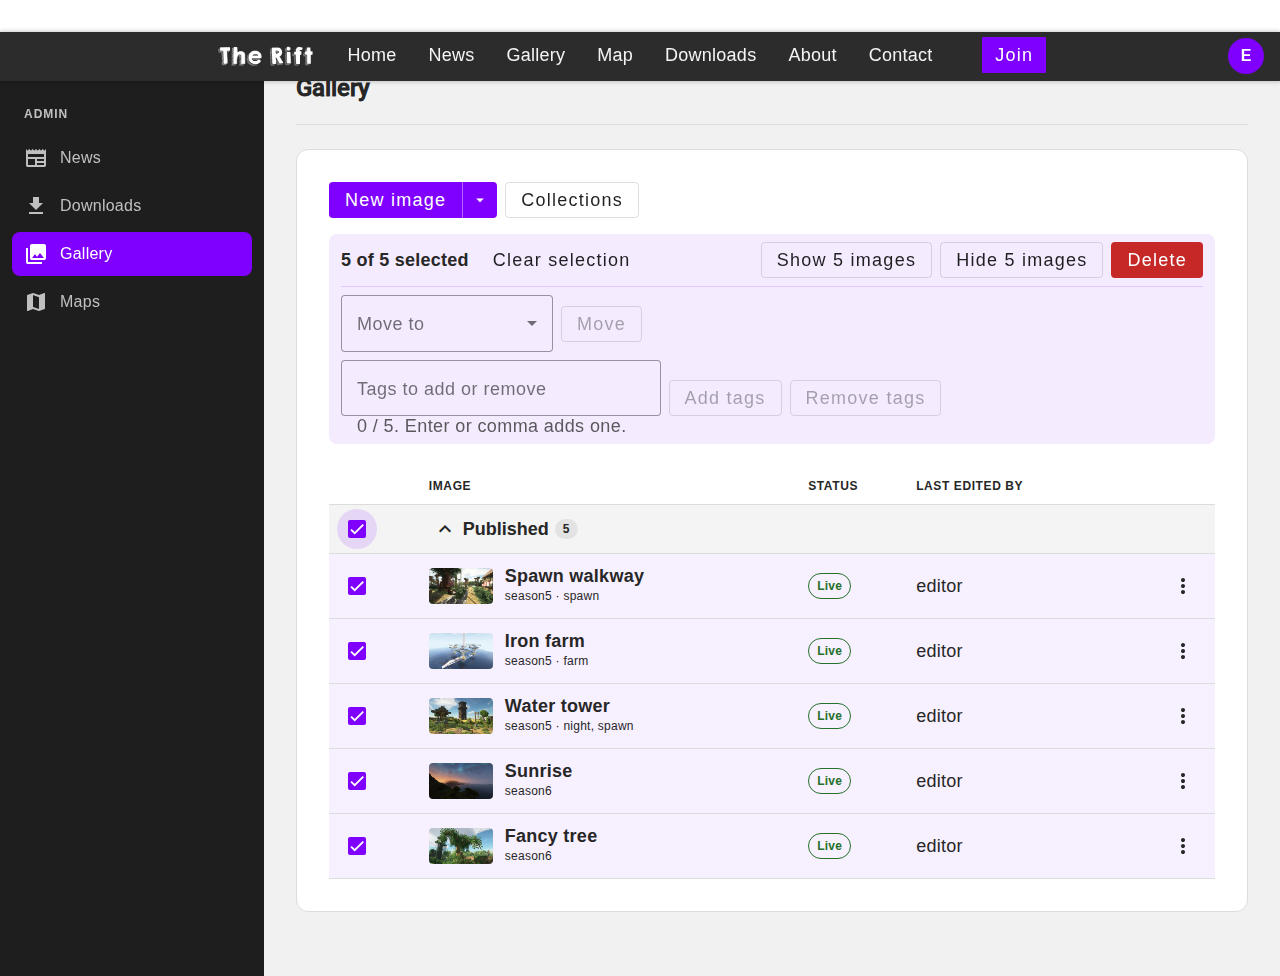 The Rift Home News Gallery Map Downloads About Contact Join E
Gallery
ADMIN
News
Downloads
Gallery
Maps
New image Collections
5 of 5 selected Clear selection Show 5 images Hide 5 images Delete
Move to Move
Tags to add or remove Add tags Remove tags
0 / 5. Enter or comma adds one.
IMAGE STATUS LAST EDITED BY
Published 5
Spawn walkway Live editor
season5 · spawn
Iron farm Live editor
season5 · farm
Water tower Live editor
season5 · night, spawn
Sunrise Live editor
season6
Fancy tree Live editor
season6